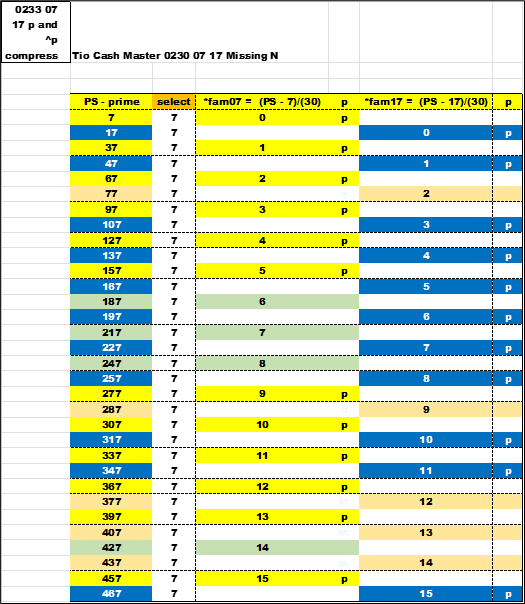 0233 07
17 p and
^p
compress Tio Cash Master 0230 07 17 Missing N
PS - prime select *fam07 = (PS - 7)/(30) p *fam17 = (PS - 17)/(30) p
7 7 0 p
17 7 0 p
37 7 1 p
47 7 1 p
67 7 2 p
77 7 2
97 7 3 p
107 7 3 p
127 7 4 p
137 7 4 p
157 7 5 p
167 7 5 p
187 7 6
197 7 6 p
217 7 7
227 7 7 p
247 7 8
257 7 8 p
277 7 9 p
287 7 9
307 7 10 p
317 7 10 p
337 7 11 p
347 7 11 p
367 7 12 p
377 7 12
397 7 13 p
407 7 13
427 7 14
437 7 14
457 7 15 p
467 7 15 p